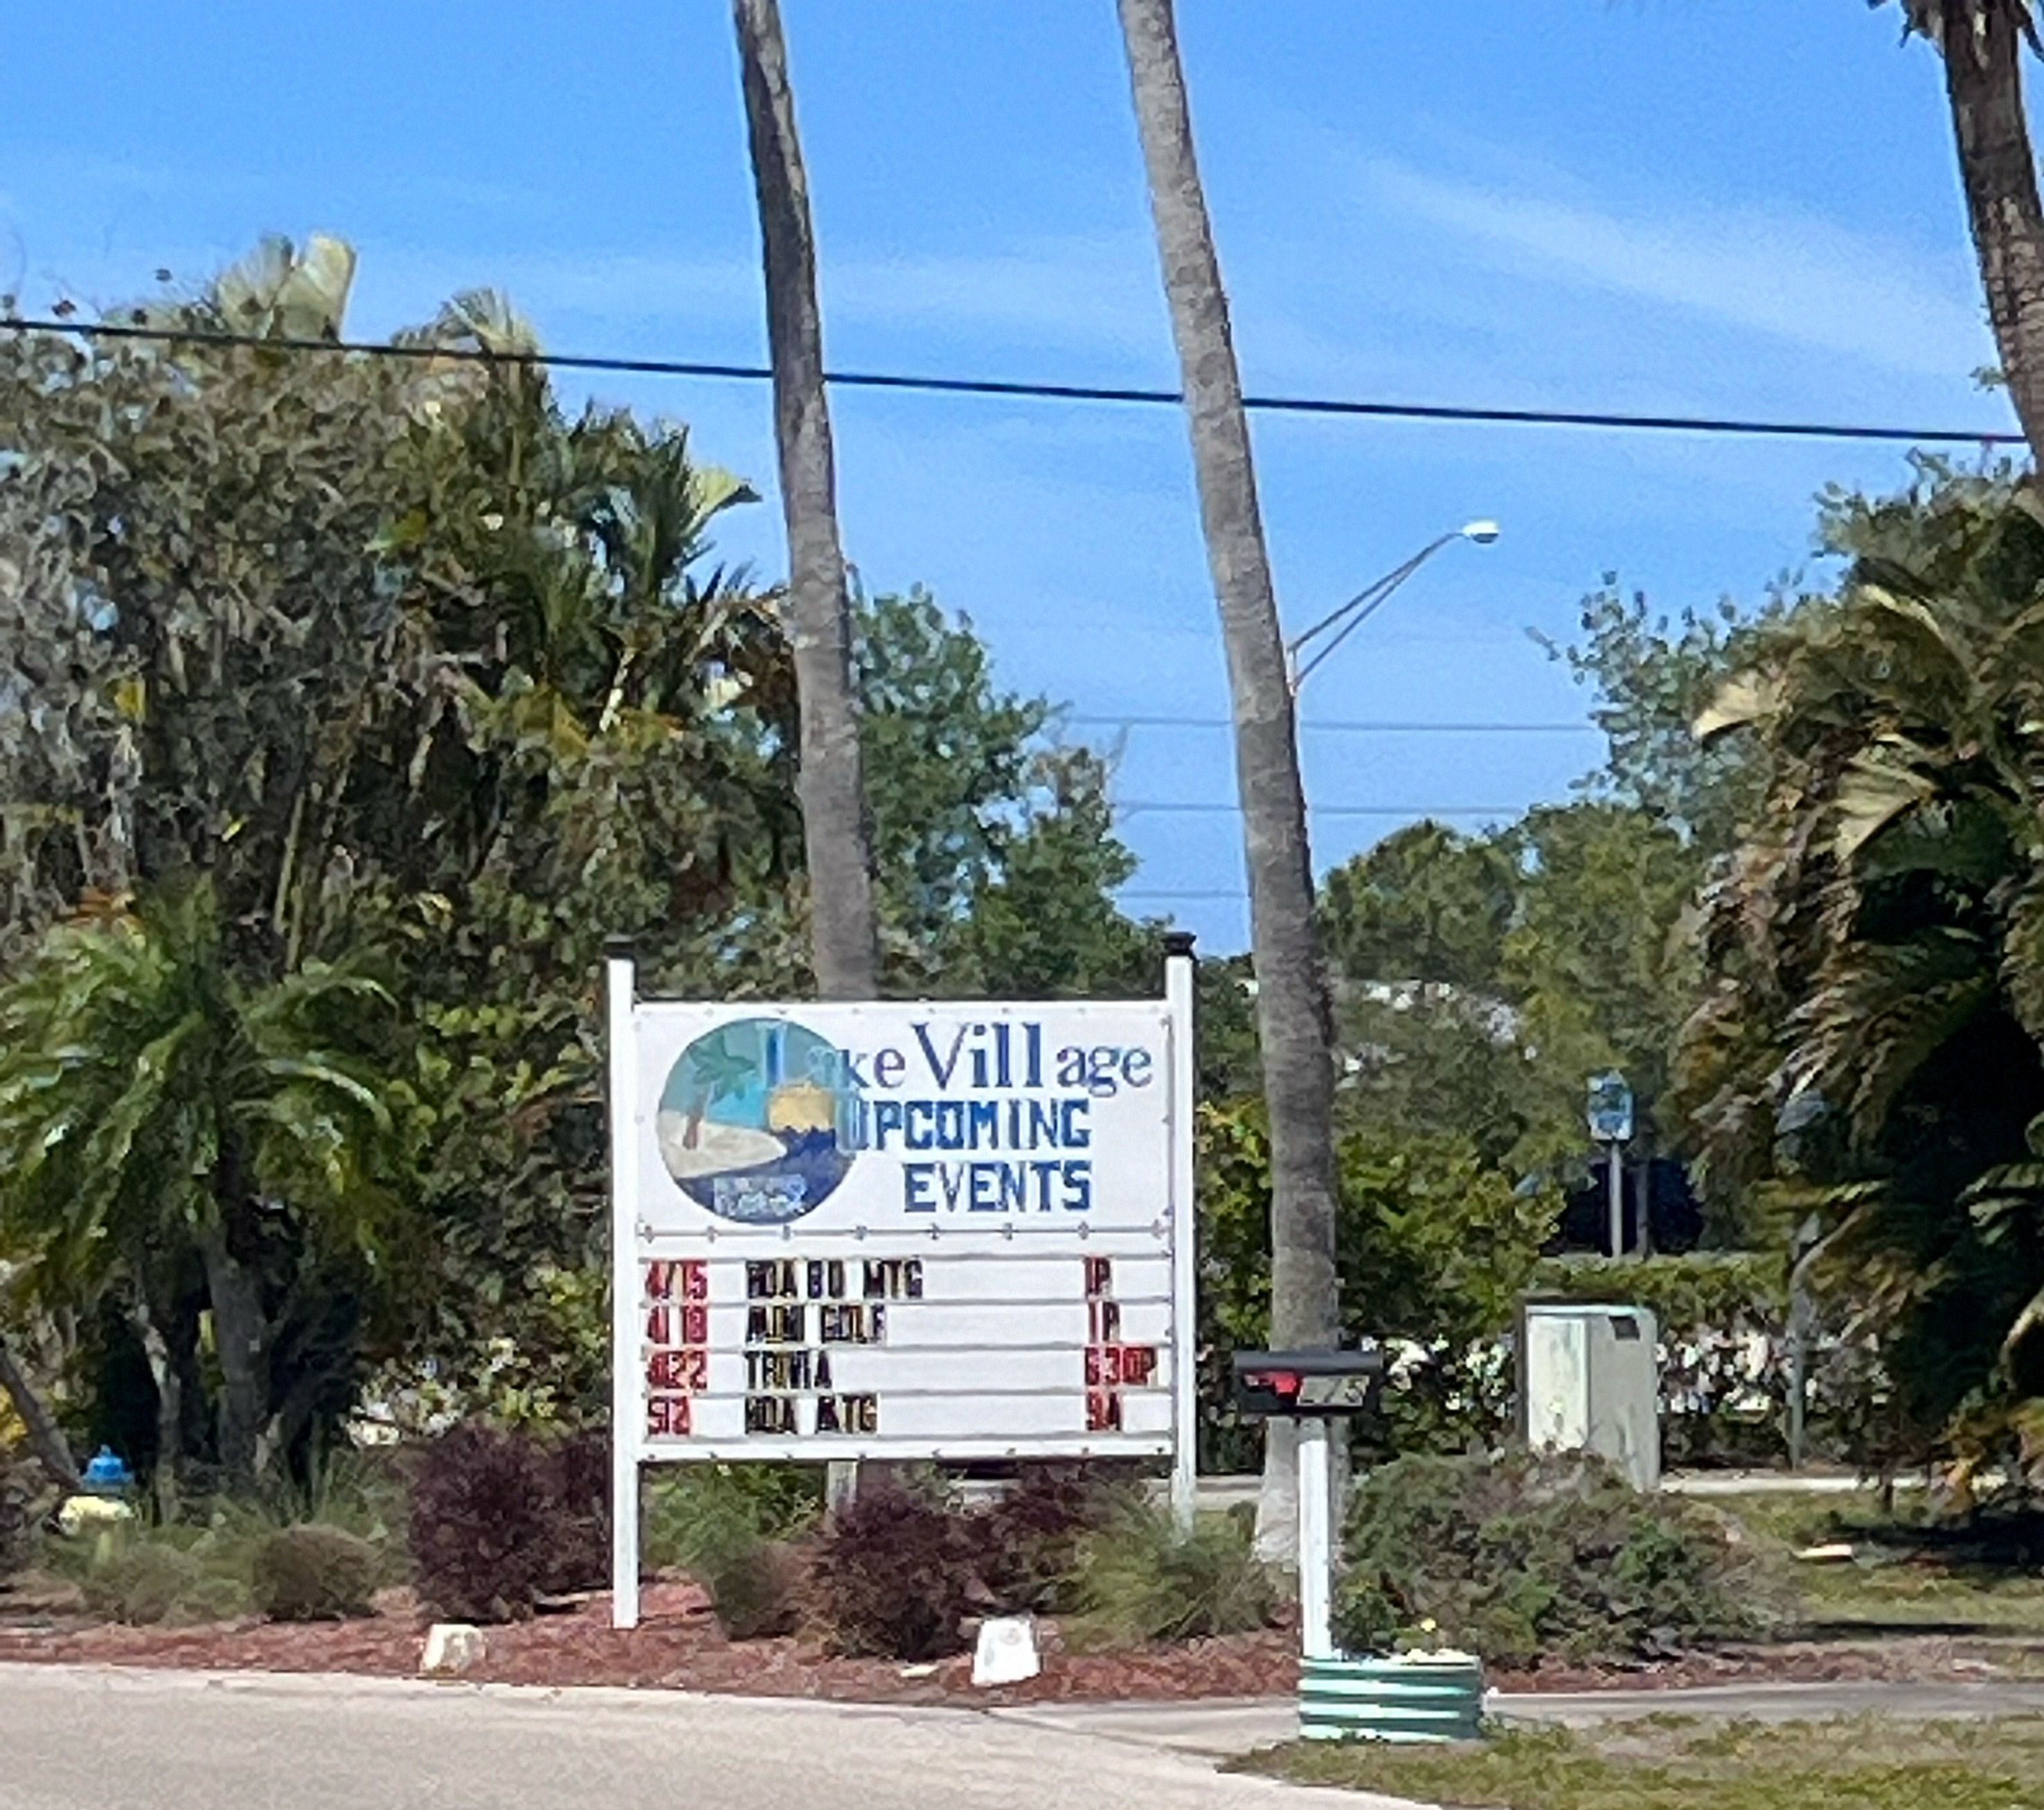 Lake Village
UPCOMING
EVENTS
4/15 HOA BD MTG 1P
4/18 MINI GOLF 1P
4/22 TRIVIA 630P
5/2 HOA MTG 9A